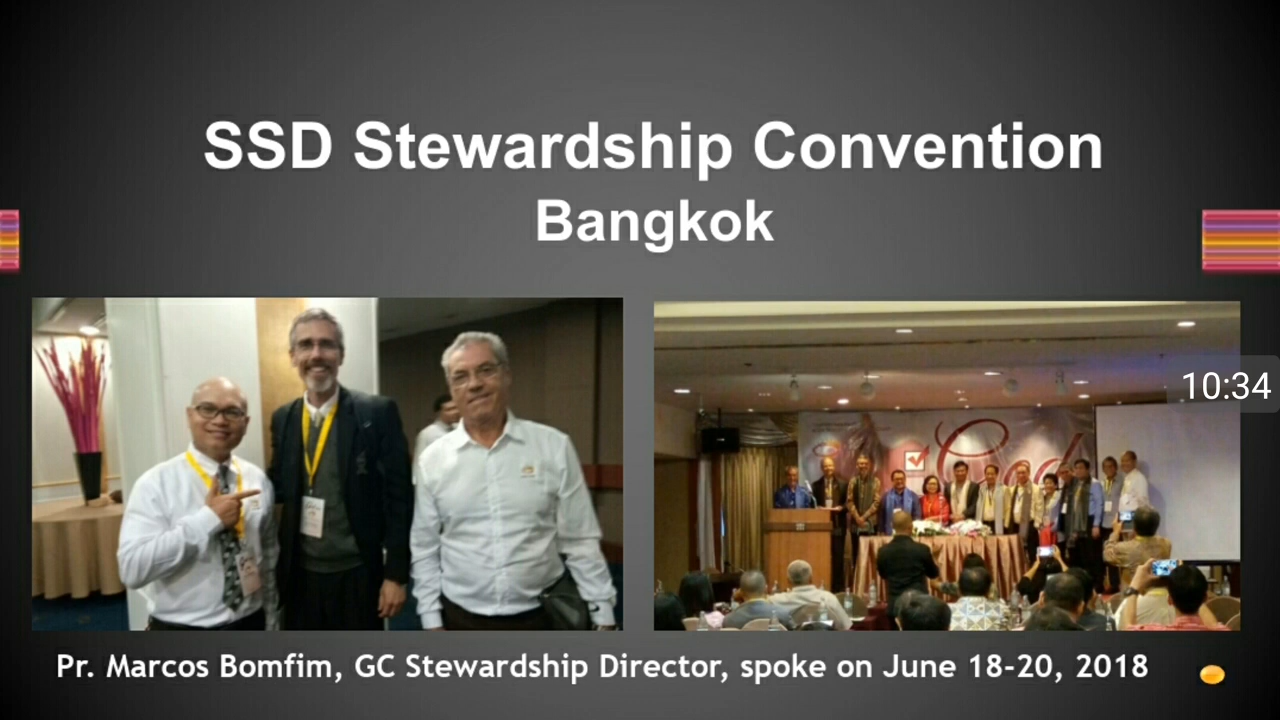 SSD Stewardship Convention
Bangkok
10:34
Pr. Marcos Bomfim, GC Stewardship Director, spoke on June 18-20, 2018